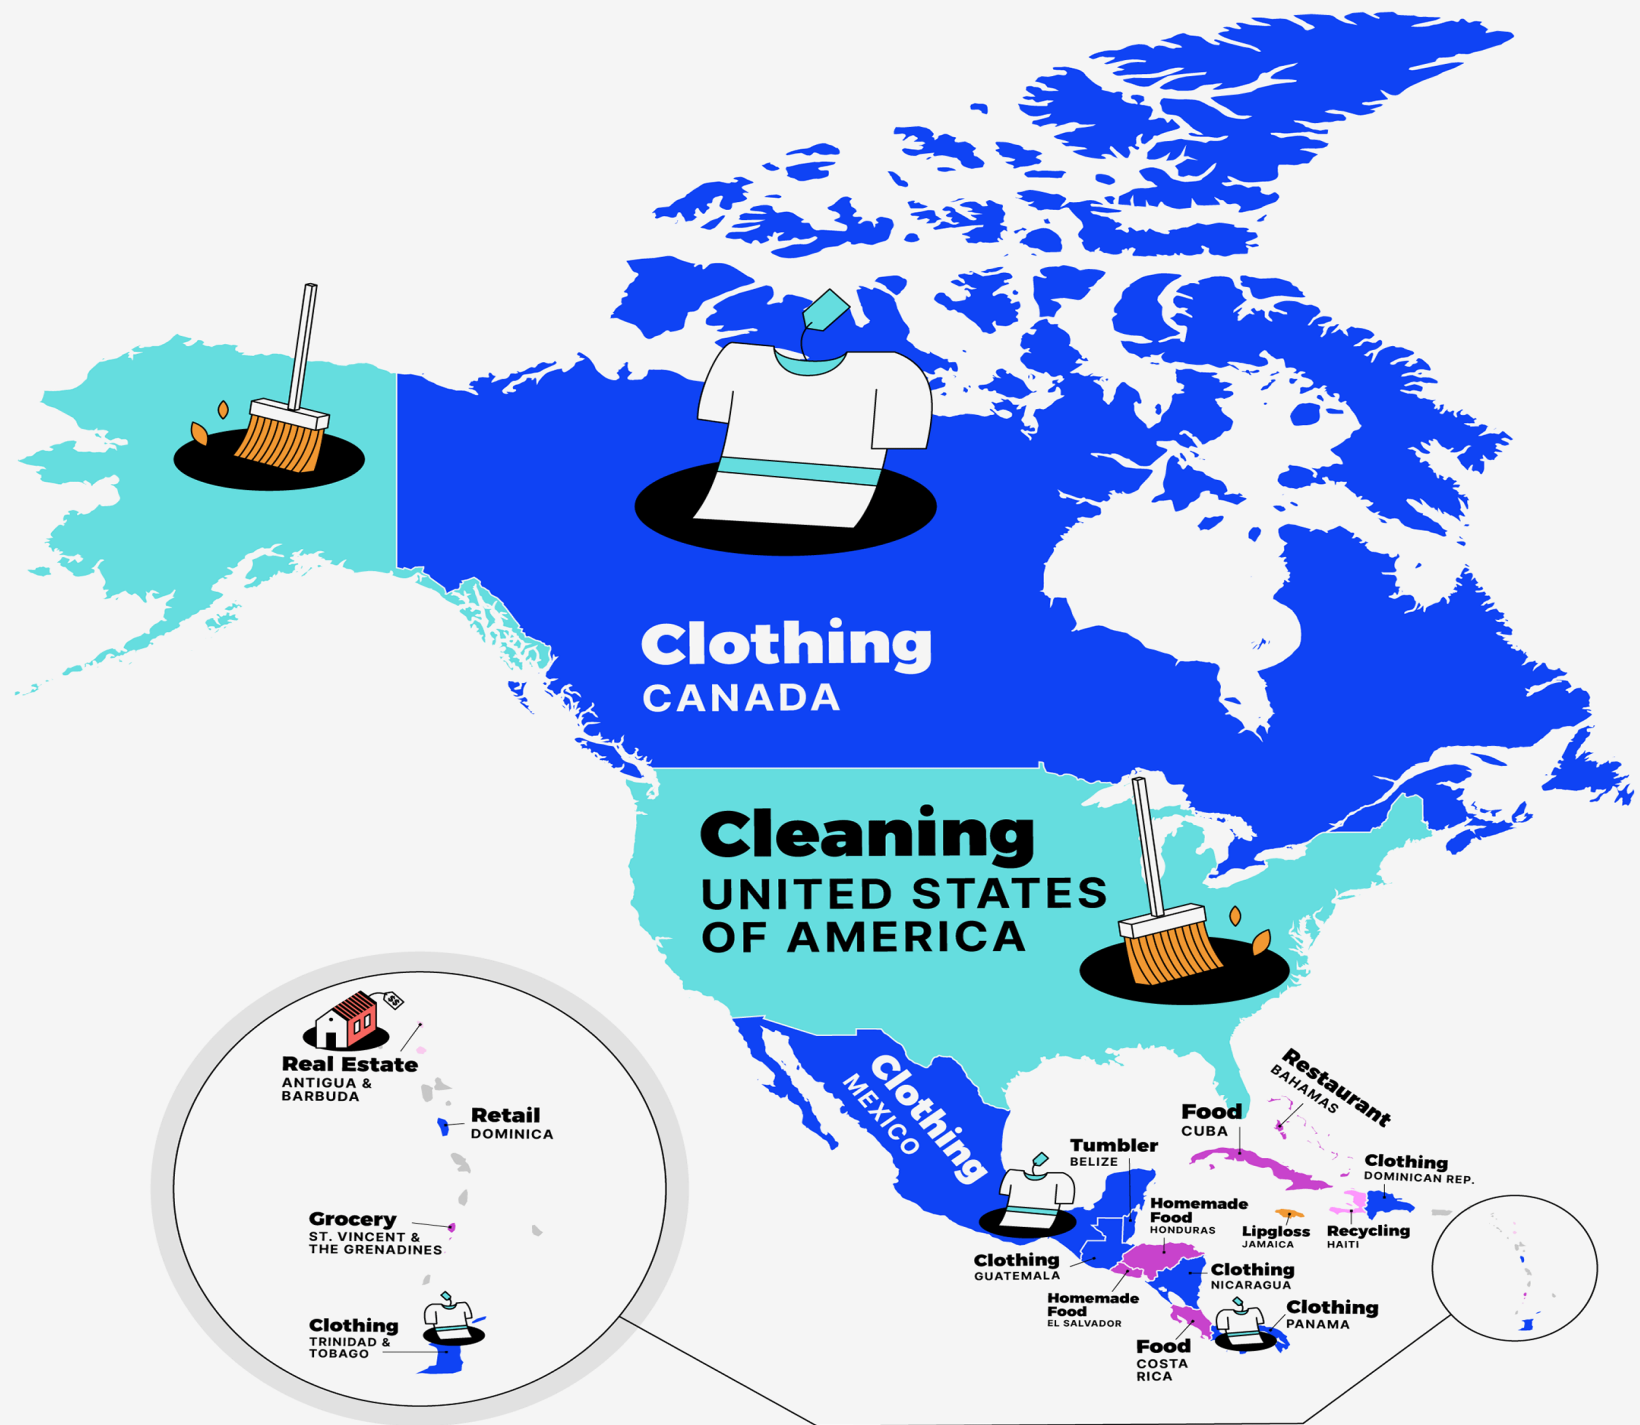 Clothing
CANADA
Cleaning
UNITED STATES
OF AMERICA
$$
Real Estate
ANTIGUA &
BARBUDA
Retail
DOMINICA
Grocery
ST. VINCENT &
THE GRENADINES
Clothing
TRINIDAD &
TOBAGO
Clothing
MEXICO
Restaurant
BAHAMAS
Food
CUBA
Tumbler
BELIZE
Clothing
DOMINICAN REP.
Homemade
Food
HONDURAS
Lipgloss
JAMAICA
Recycling
HAITI
Clothing
GUATEMALA
Clothing
NICARAGUA
Homemade
Food
EL SALVADOR
Clothing
PANAMA
Food
COSTA
RICA